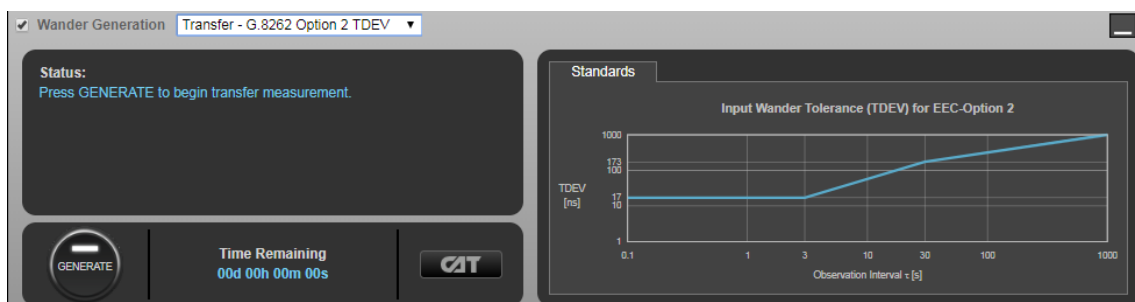 Wander Generation Transfer - G.8262 Option 2 TDEV
Status:
Press GENERATE to begin transfer measurement.
GENERATE
Time Remaining
00d 00h 00m 00s
CAT
Standards
Input Wander Tolerance (TDEV) for EEC-Option 2
1000
173
100
TDEV
[ns]
17
10
1
0.1 1 3 10 30 100 1000
Observation Interval τ [s]